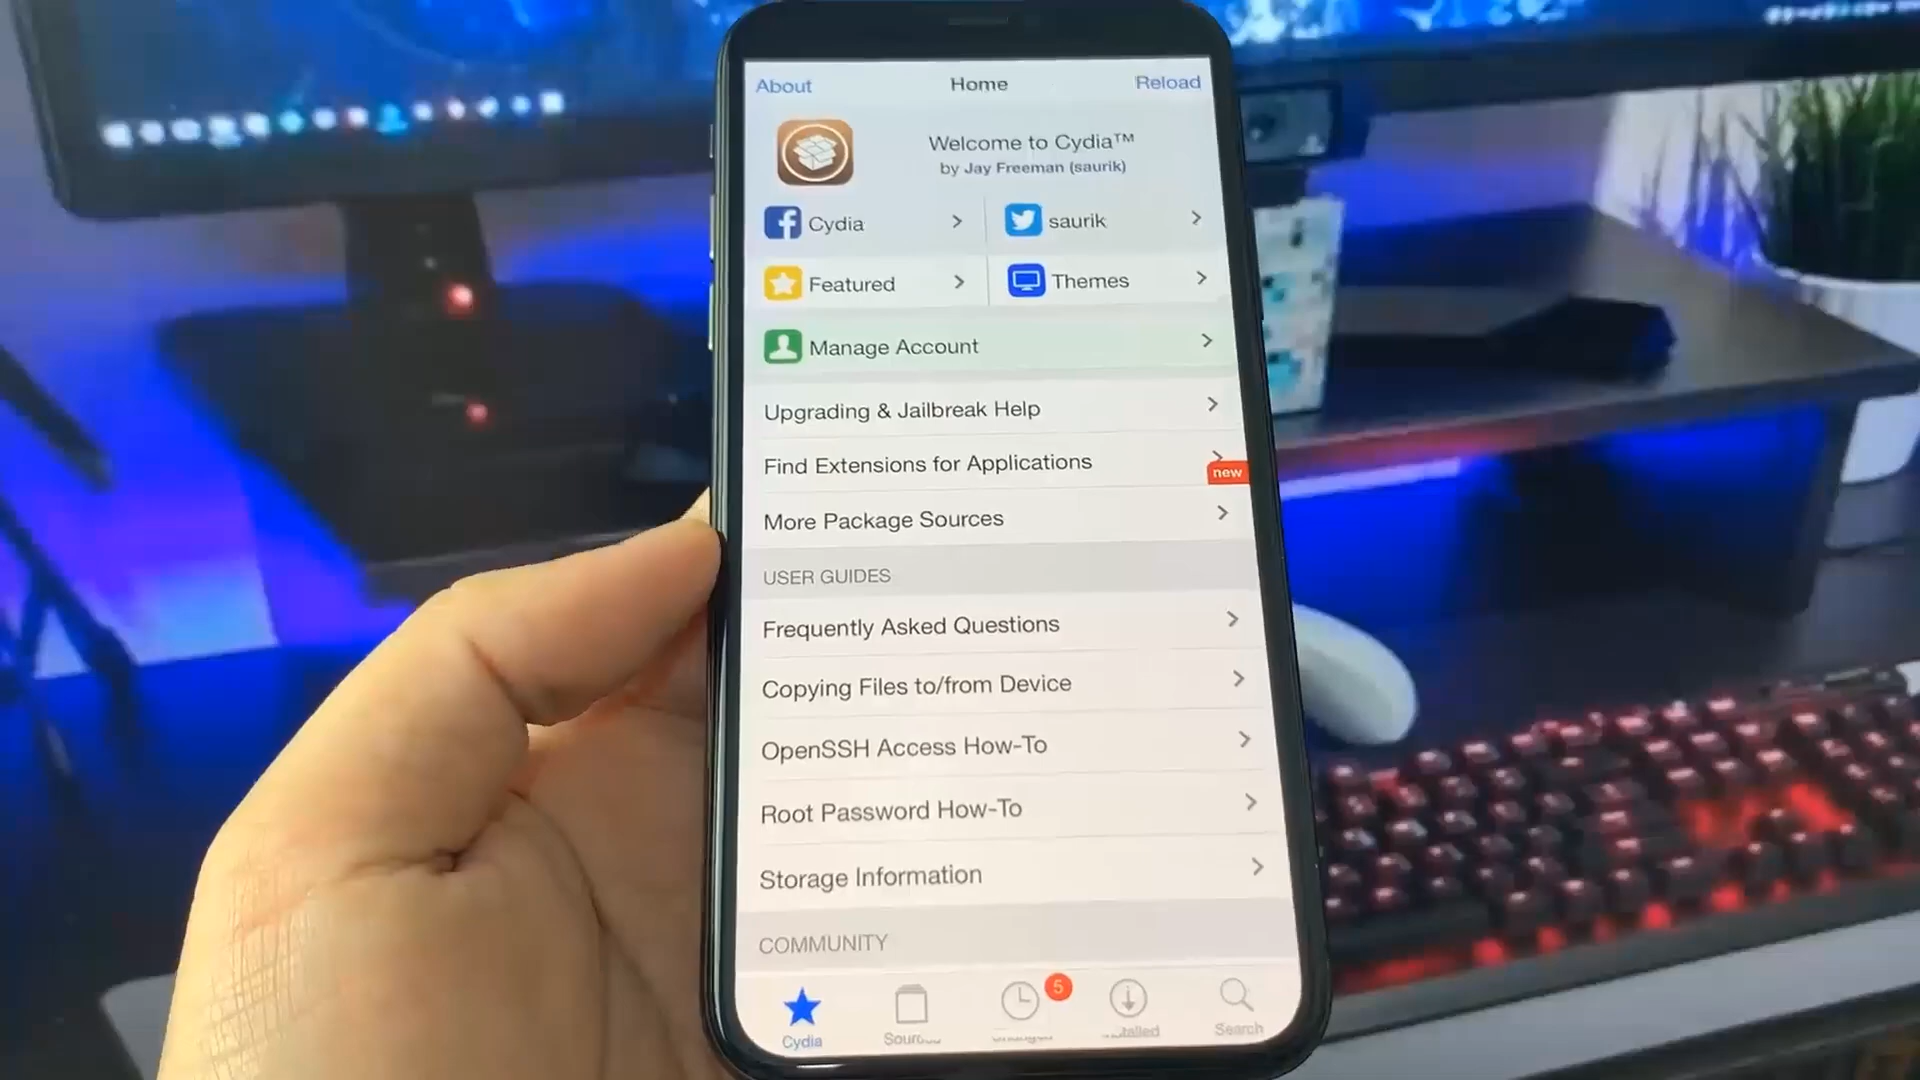 About Home Reload
Welcome to Cydia™
by Jay Freeman (saurik)
Cydia
saurik
Featured
Themes
Manage Account
Upgrading & Jailbreak Help
Find Extensions for Applications
new
More Package Sources
USER GUIDES
Frequently Asked Questions
Copying Files to/from Device
OpenSSH Access How-To
Root Password How-To
Storage Information
COMMUNITY
5
Cydia Search